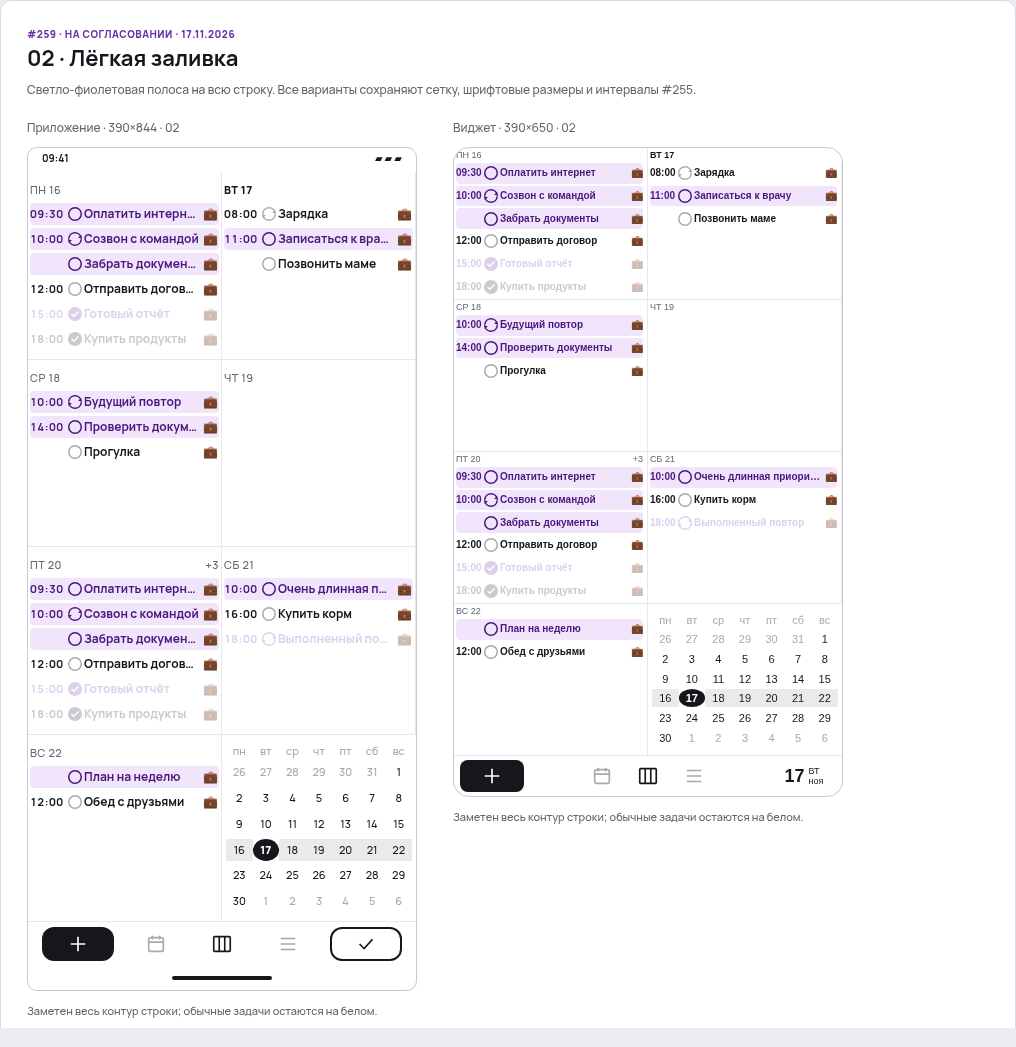 #259 · НА СОГЛАСОВАНИИ · 17.11.2026
02 · Лёгкая заливка
Светло-фиолетовая полоса на всю строку. Все варианты сохраняют сетку, шрифтовые размеры и интервалы #255.
Приложение · 390×844 · 02
09:41
ПН 16
09:30 Оплатить интерн…
10:00 Созвон с командой
Забрать докумен…
12:00 Отправить догов…
15:00 Готовый отчёт
18:00 Купить продукты
ВТ 17
08:00 Зарядка
11:00 Записаться к вра…
Позвонить маме
СР 18
10:00 Будущий повтор
14:00 Проверить докум…
Прогулка
ЧТ 19
ПТ 20 +3
09:30 Оплатить интерн…
10:00 Созвон с командой
Забрать докумен…
12:00 Отправить догов…
15:00 Готовый отчёт
18:00 Купить продукты
СБ 21
10:00 Очень длинная п…
16:00 Купить корм
18:00 Выполненный по…
ВС 22
План на неделю
12:00 Обед с друзьями
пн вт ср чт пт сб вс
26 27 28 29 30 31 1
2 3 4 5 6 7 8
9 10 11 12 13 14 15
16 17 18 19 20 21 22
23 24 25 26 27 28 29
30 1 2 3 4 5 6
Заметен весь контур строки; обычные задачи остаются на белом.
Виджет · 390×650 · 02
ПН 16
09:30 Оплатить интернет
10:00 Созвон с командой
Забрать документы
12:00 Отправить договор
15:00 Готовый отчёт
18:00 Купить продукты
ВТ 17
08:00 Зарядка
11:00 Записаться к врачу
Позвонить маме
СР 18
10:00 Будущий повтор
14:00 Проверить документы
Прогулка
ЧТ 19
ПТ 20 +3
09:30 Оплатить интернет
10:00 Созвон с командой
Забрать документы
12:00 Отправить договор
15:00 Готовый отчёт
18:00 Купить продукты
СБ 21
10:00 Очень длинная приори…
16:00 Купить корм
18:00 Выполненный повтор
ВС 22
План на неделю
12:00 Обед с друзьями
пн вт ср чт пт сб вс
26 27 28 29 30 31 1
2 3 4 5 6 7 8
9 10 11 12 13 14 15
16 17 18 19 20 21 22
23 24 25 26 27 28 29
30 1 2 3 4 5 6
17 ВТ
ноя
Заметен весь контур строки; обычные задачи остаются на белом.